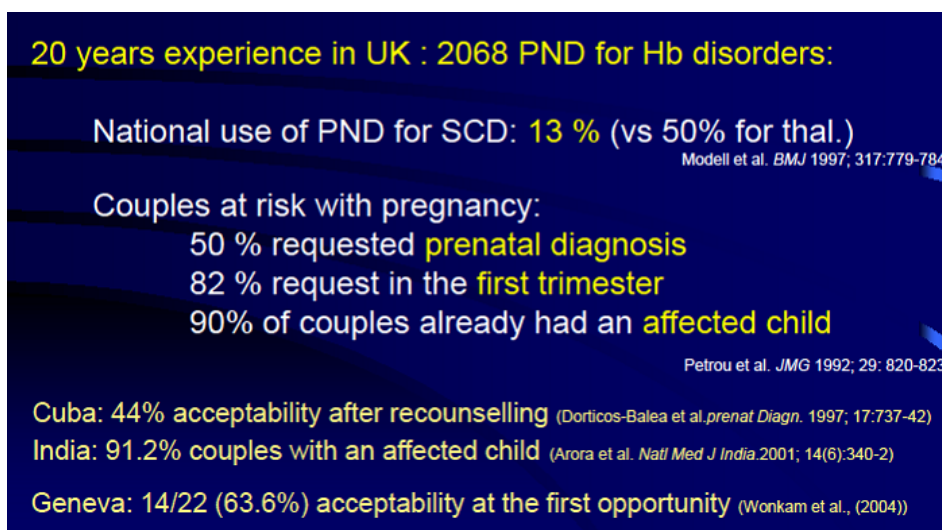 20 years experience in UK : 2068 PND for Hb disorders:
National use of PND for SCD: 13 % (vs 50% for thal.)
Modell et al. BMJ 1997; 317:779-784
Couples at risk with pregnancy:
50 % requested prenatal diagnosis
82 % request in the first trimester
90% of couples already had an affected child
Petrou et al. JMG 1992; 29: 820-823
Cuba: 44% acceptability after recounselling (Dorticos-Balea et al.prenat Diagn. 1997; 17:737-42)
India: 91.2% couples with an affected child (Arora et al. Natl Med J India.2001; 14(6):340-2)
Geneva: 14/22 (63.6%) acceptability at the first opportunity (Wonkam et al., (2004))